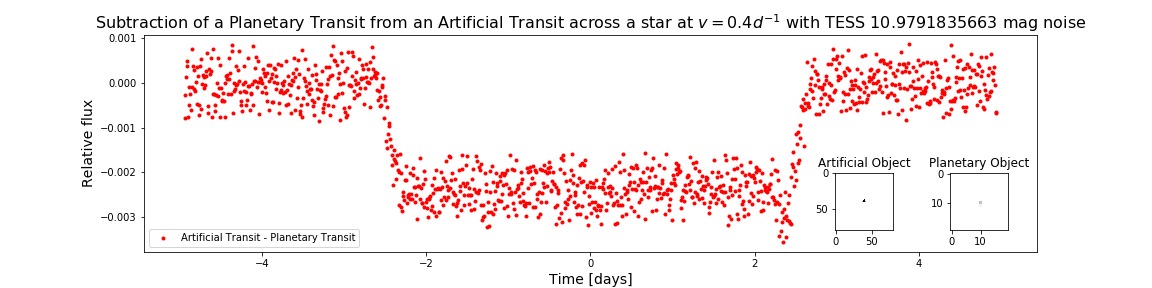 Subtraction of a Planetary Transit from an Artificial Transit across a star at v = 0.4d⁻¹ with TESS 10.9791835663 mag noise
0.001
0.000
−0.001
−0.002
−0.003
Relative flux
Artificial Transit - Planetary Transit
Artificial Object
0
50
0 50
Planetary Object
0
10
0 10
−4 −2 0 2 4
Time [days]